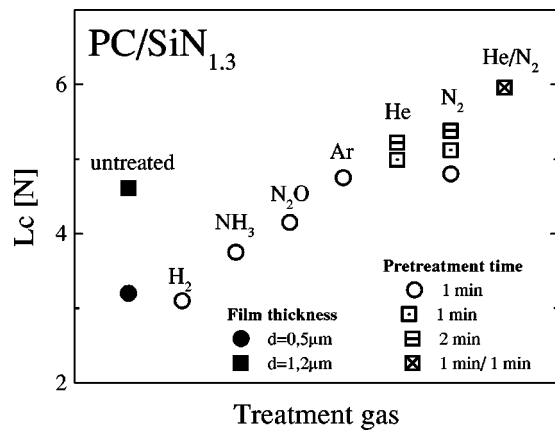 PC/SiN1.3
He/N2
6
He
N2
untreated
Ar
Lc [N]
N2O
4
NH3
H2
Pretreatment time
1 min
Film thickness
1 min
d=0,5μm
2 min
d=1,2μm
1 min/ 1 min
2
Treatment gas